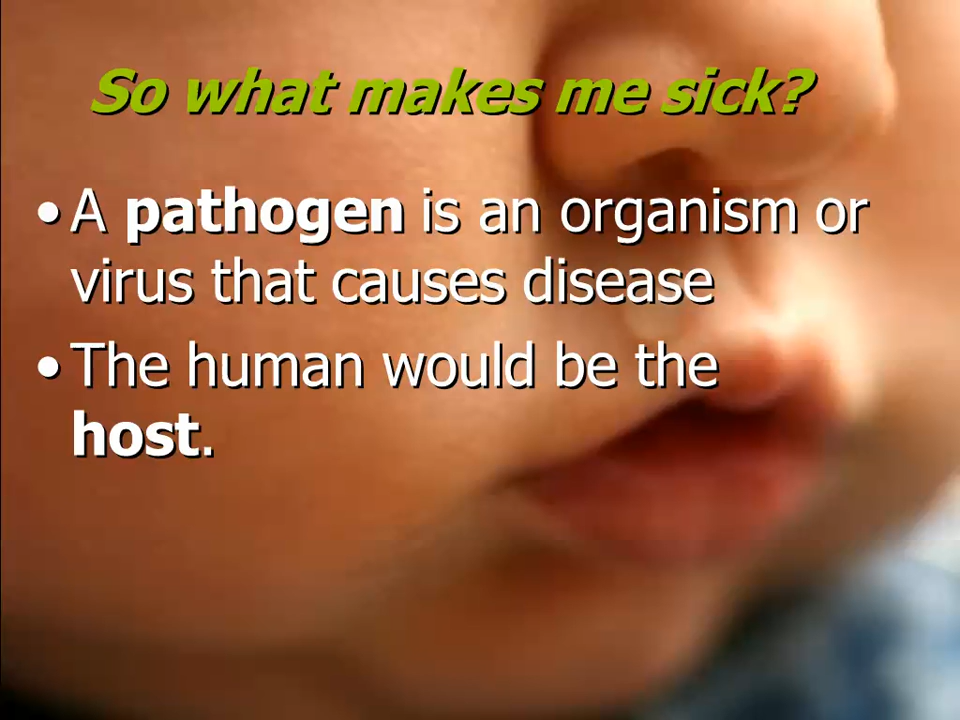 So what makes me sick?
• A pathogen is an organism or
virus that causes disease
• The human would be the
host.